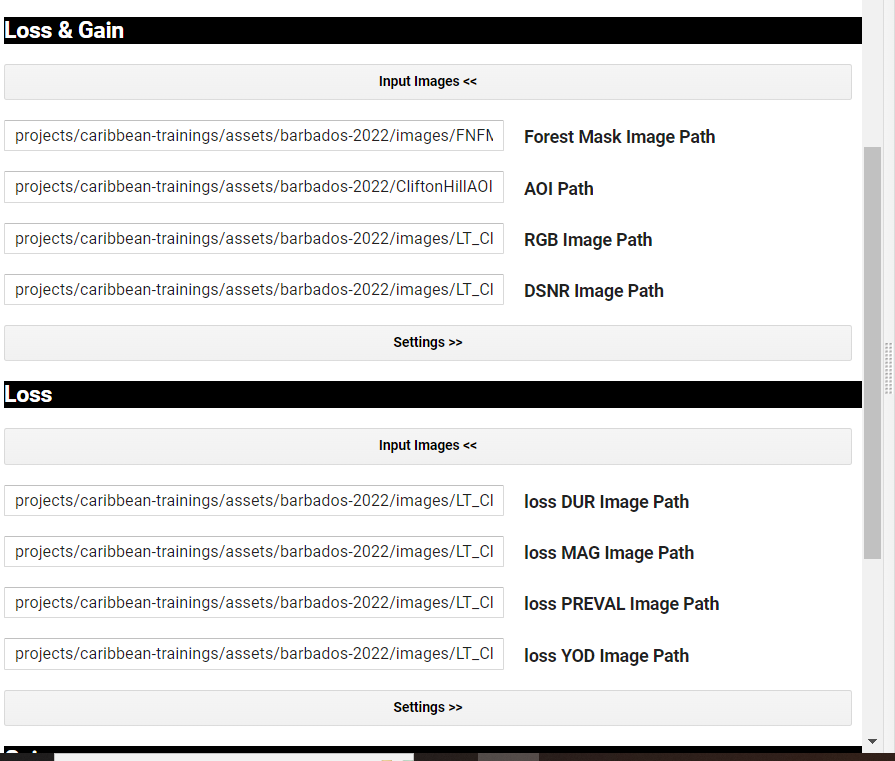 Loss & Gain
Input Images <<
projects/caribbean-trainings/assets/barbados-2022/images/FNFM Forest Mask Image Path
projects/caribbean-trainings/assets/barbados-2022/CliftonHillAOI AOI Path
projects/caribbean-trainings/assets/barbados-2022/images/LT_Cl RGB Image Path
projects/caribbean-trainings/assets/barbados-2022/images/LT_Cl DSNR Image Path
Settings >>
Loss
Input Images <<
projects/caribbean-trainings/assets/barbados-2022/images/LT_Cl loss DUR Image Path
projects/caribbean-trainings/assets/barbados-2022/images/LT_Cl loss MAG Image Path
projects/caribbean-trainings/assets/barbados-2022/images/LT_Cl loss PREVAL Image Path
projects/caribbean-trainings/assets/barbados-2022/images/LT_Cl loss YOD Image Path
Settings >>